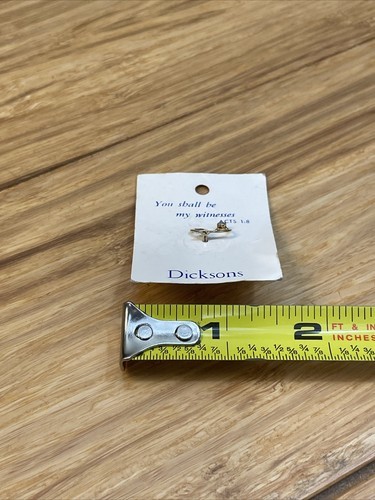 You shall be
my witnesses
ACTS 1:8
Dicksons
1 2 FT & IN
INCHES